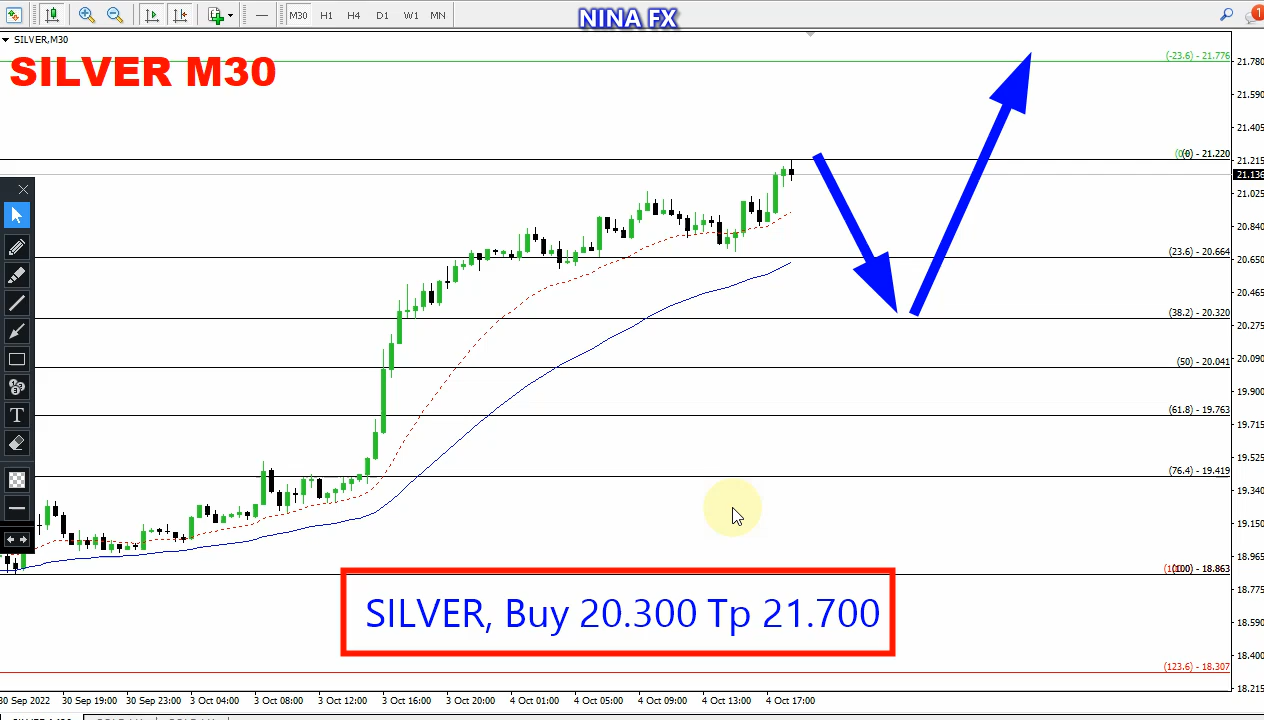 M30 H1 H4 D1 W1 MN
NINA FX
1
SILVER,M30
SILVER M30
(-23.6) - 21.776
21.780
21.590
21.405
(0) - 21.220
21.215
21.136
21.025
20.840
(23.6) - 20.664
20.650
20.465
(38.2) - 20.320
20.275
(50) - 20.041
20.090
19.900
(61.8) - 19.763
19.715
19.525
(76.4) - 19.419
19.340
19.150
18.965
(100) - 18.863
18.775
SILVER, Buy 20.300 Tp 21.700
18.590
18.400
(123.6) - 18.307
18.215
30 Sep 2022 30 Sep 19:00 30 Sep 23:00 3 Oct 04:00 3 Oct 08:00 3 Oct 12:00 3 Oct 16:00 3 Oct 20:00 4 Oct 01:00 4 Oct 05:00 4 Oct 09:00 4 Oct 13:00 4 Oct 17:00